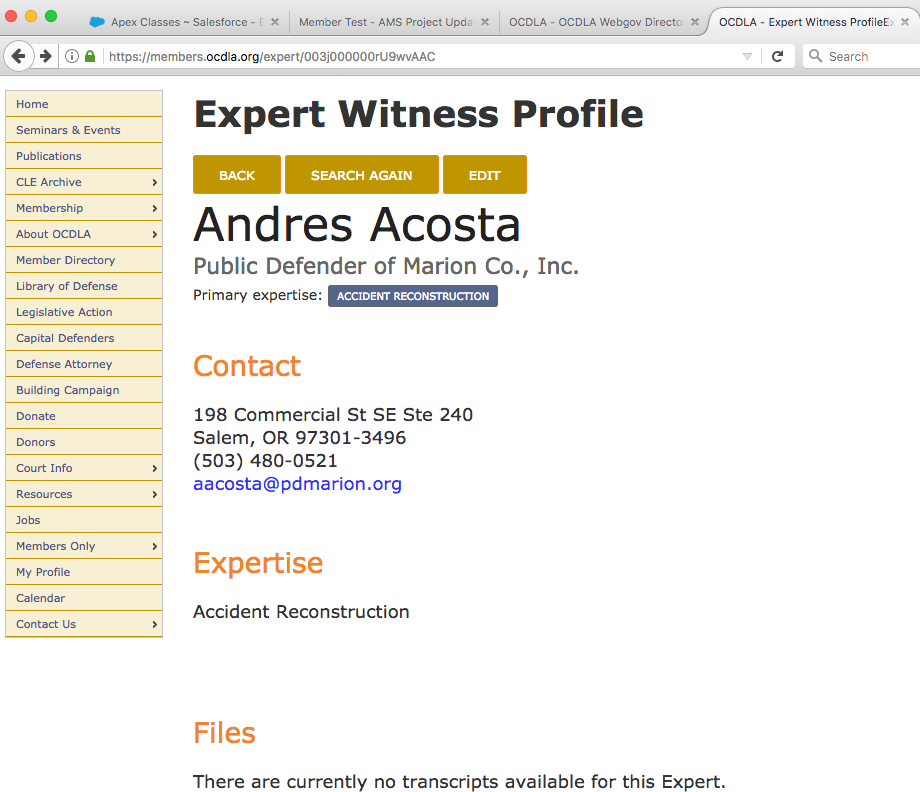 Apex Classes ~ Salesforce - E
Member Test - AMS Project Upda
OCDLA - OCDLA Webgov Directo
OCDLA - Expert Witness ProfileEx
https://members.ocdla.org/expert/003j000000rU9wvAAC
Search
Home
Seminars & Events
Publications
CLE Archive
Membership
About OCDLA
Member Directory
Library of Defense
Legislative Action
Capital Defenders
Defense Attorney
Building Campaign
Donate
Donors
Court Info
Resources
Jobs
Members Only
My Profile
Calendar
Contact Us
Expert Witness Profile
BACK SEARCH AGAIN EDIT
Andres Acosta
Public Defender of Marion Co., Inc.
Primary expertise: ACCIDENT RECONSTRUCTION
Contact
198 Commercial St SE Ste 240
Salem, OR 97301-3496
(503) 480-0521
aacosta@pdmarion.org
Expertise
Accident Reconstruction
Files
There are currently no transcripts available for this Expert.